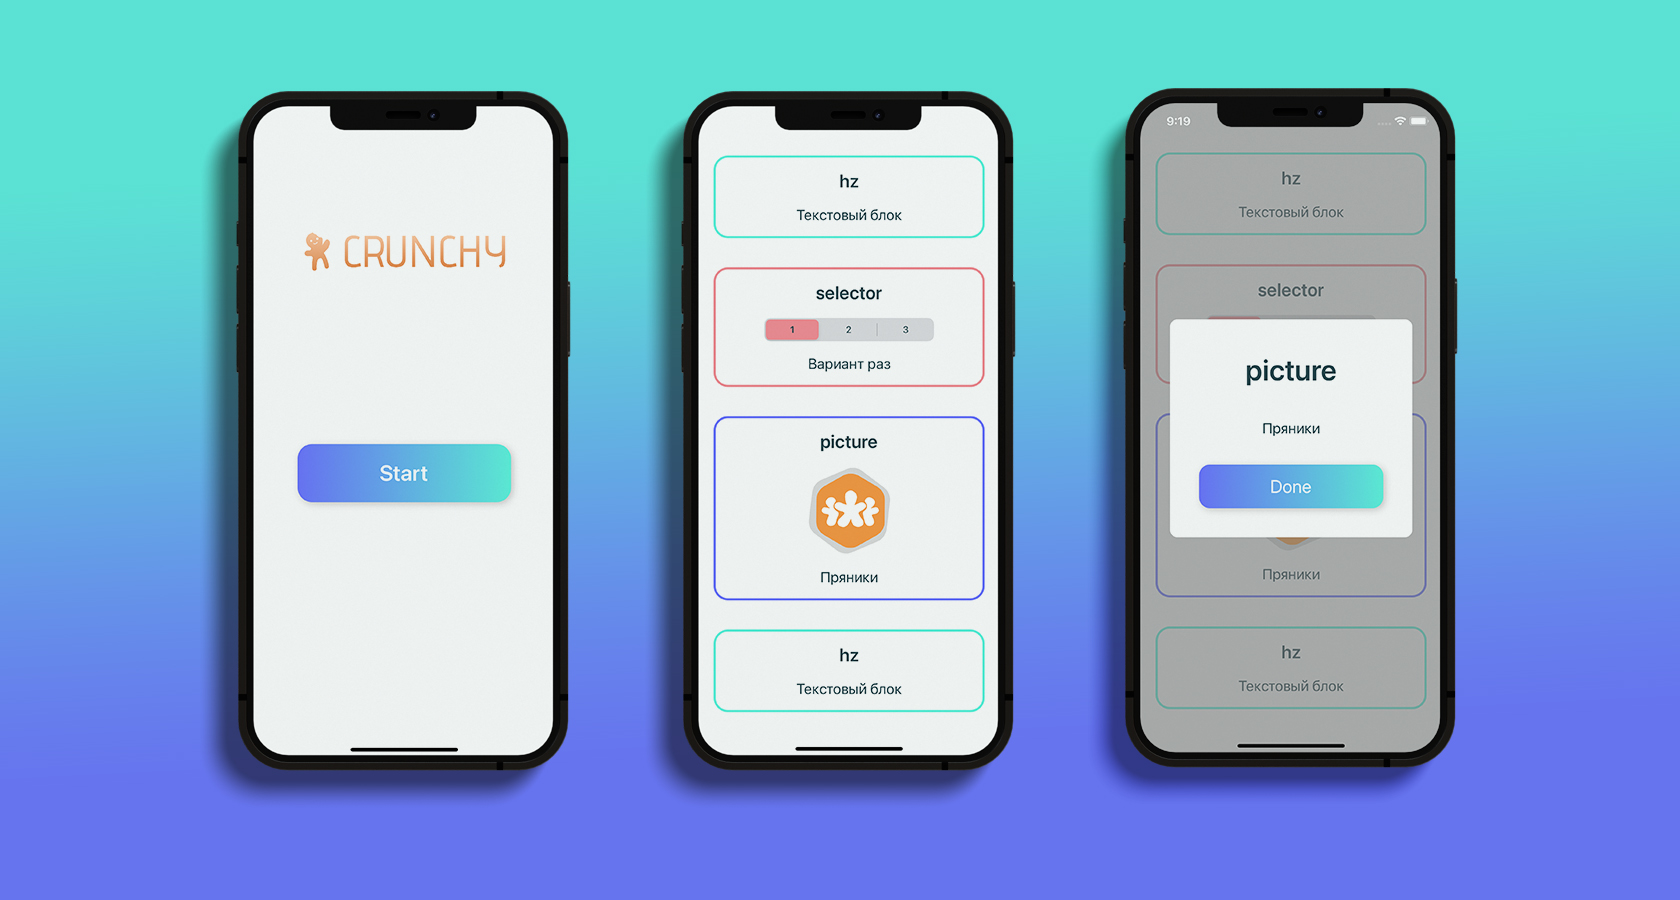 CRUNCHY
Start
hz
Текстовый блок
selector
1 2 3
Вариант раз
picture
Пряники
hz
Текстовый блок
9:19
hz
Текстовый блок
selector
picture
Пряники
Done
Пряники
hz
Текстовый блок